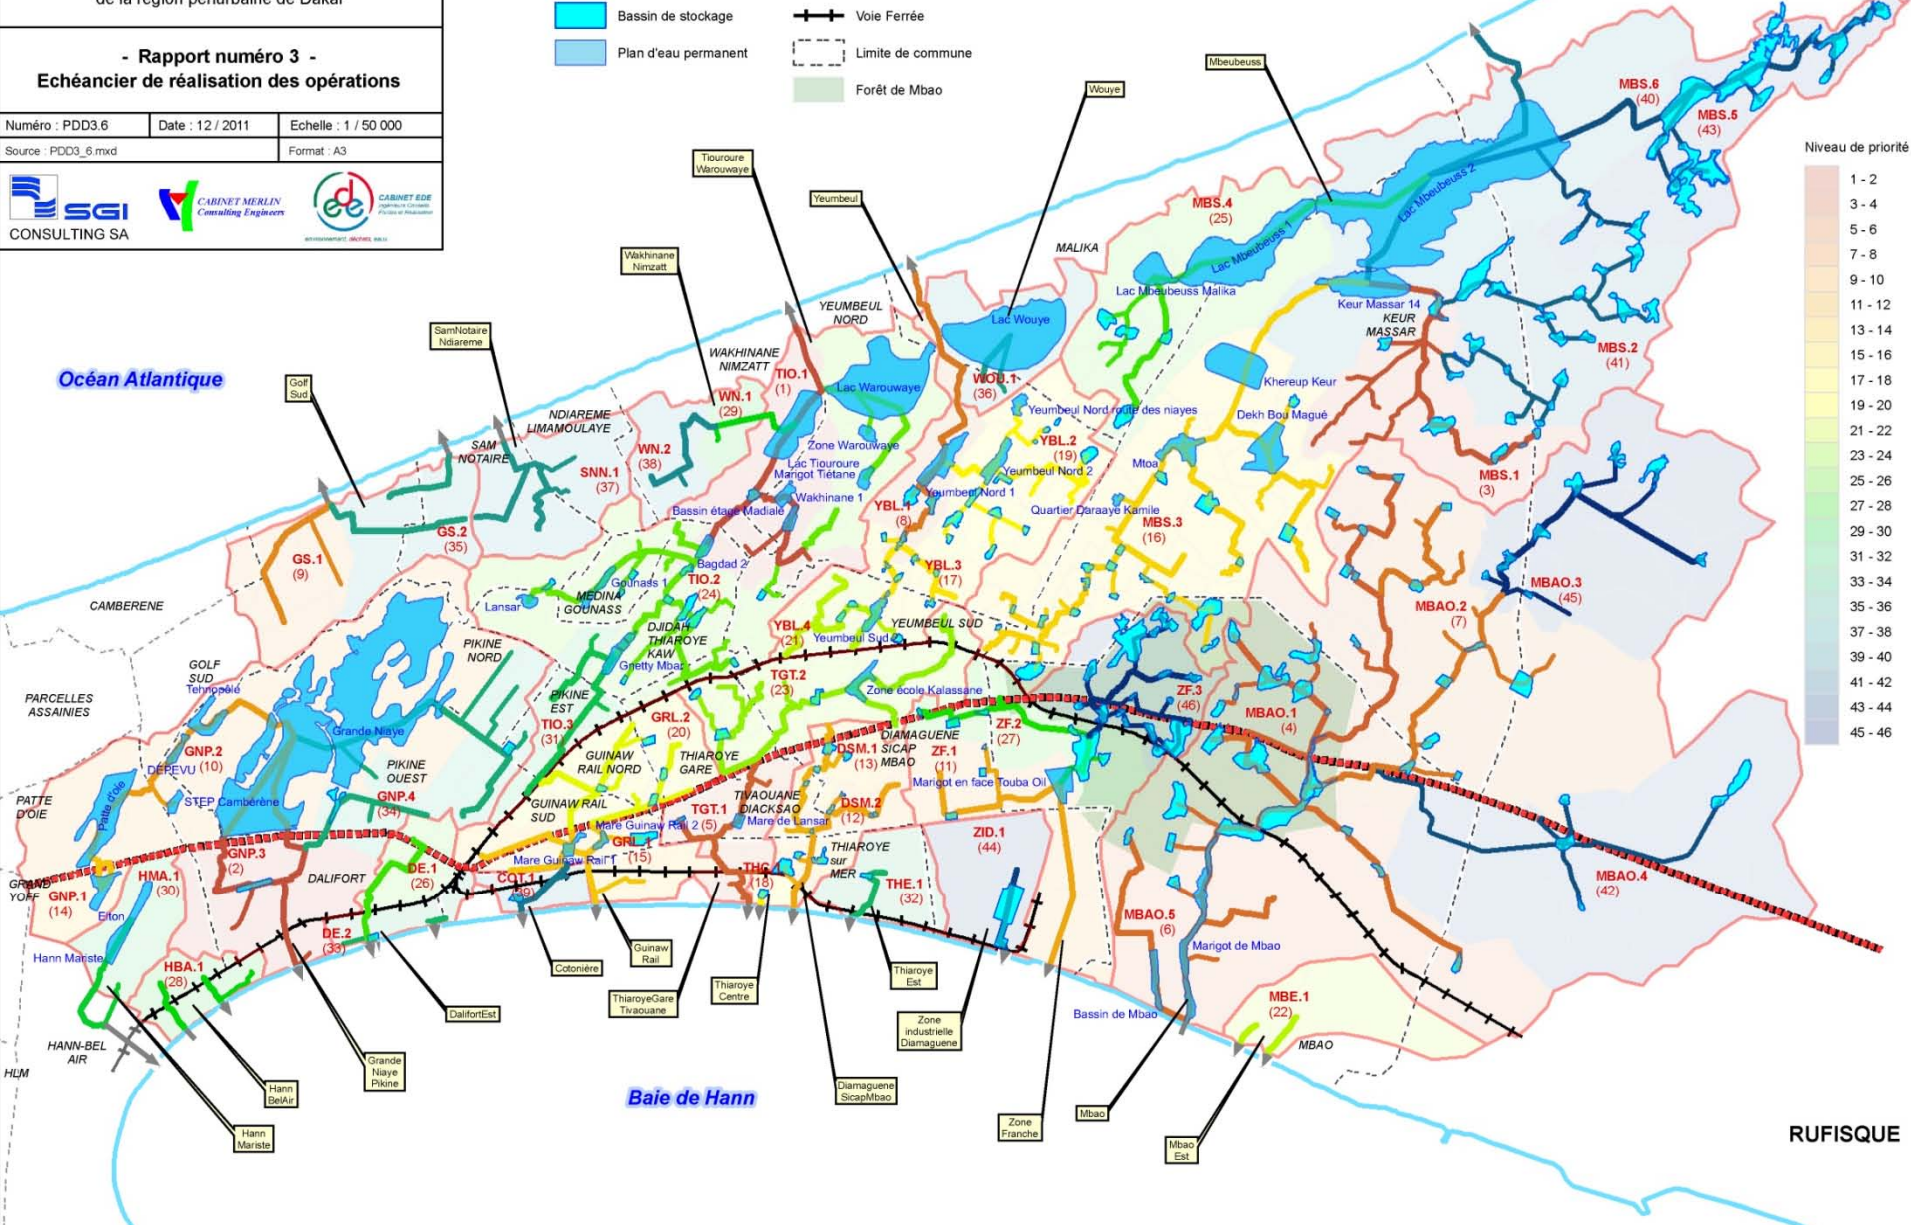 de la région périurbaine de Dakar
- Rapport numéro 3 -
Echéancier de réalisation des opérations
Numéro : PDD3.6
Date : 12 / 2011
Echelle : 1 / 50 000
Source : PDD3_6.mxd
Format : A3
SGI
CONSULTING SA
CABINET MERLIN
Consulting Engineers
ede
CABINET EDE
Bassin de stockage
Plan d'eau permanent
Voie Ferrée
Limite de commune
Forêt de Mbao
Niveau de priorité
1 - 2
3 - 4
5 - 6
7 - 8
9 - 10
11 - 12
13 - 14
15 - 16
17 - 18
19 - 20
21 - 22
23 - 24
25 - 26
27 - 28
29 - 30
31 - 32
33 - 34
35 - 36
37 - 38
39 - 40
41 - 42
43 - 44
45 - 46
Mbeubeuss
Wouye
Tiouroure
Warouwaye
Yeumbeul
Wakhinane
Nimzatt
SamNotaire
Ndiareme
Golf
Sud
Océan Atlantique
MBS.6
(40)
MBS.5
(43)
MBS.4
(25)
Lac Mbeubeuss 2
Lac Mbeubeuss 1
MALIKA
Lac Mbeubeuss Malika
Keur Massar 14
KEUR
MASSAR
MBS.2
(41)
YEUMBEUL
NORD
Lac Wouye
WAKHINANE
NIMZATT
TIO.1
(1)
Lac Warouwaye
WOU.1
(36)
Khereup Keur
WN.1
(29)
NDIAREME
LIMAMOULAYE
SAM
NOTAIRE
WN.2
(38)
SNN.1
(37)
Zone Warouwaye
Lac Tiouroure
Marigot Tiétane
Wakhinane 1
Bassin étage Madiale
Yeumbeul Nord route des niayes
Dekh Bou Magué
YBL.2
(19)
Yeumbeul Nord 2
Yeumbeul Nord 1
Mtoa
MBS.1
(3)
YBL.1
(8)
Quartier Daraaye Kamile
MBS.3
(16)
GS.2
(35)
GS.1
(9)
Bagdad 2
TIO.2
(24)
Gounass 1
MEDINA
GOUNASS
Lansar
YBL.3
(17)
MBAO.3
(45)
MBAO.2
(7)
CAMBERENE
DJIDAH
THIAROYE
KAW
YBL.4
(21)
Yeumbeul Sud 2
YEUMBEUL SUD
PIKINE
NORD
GOLF
SUD
Tehnopôle
Gnetty Mbar
TGT.2
(23)
Zone école Kalassane
PARCELLES
ASSAINIES
PIKINE
EST
TIO.3
(31)
GRL.2
(20)
ZF.3
(46)
MBAO.1
(4)
ZF.2
(27)
Grande Niaye
GNP.2
(10)
DEPEVU
GUINAW
RAIL NORD
THIAROYE
GARE
DSM.1
(13)
DIAMAGUENE
SICAP
MBAO
ZF.1
(11)
Marigot en face Touba Oil
PIKINE
OUEST
PATTE
D'OIE
Patte d'oie
STEP Cambérène
GNP.4
(34)
GUINAW RAIL
SUD
TIVAOUANE
DIACKSAO
TGT.1
(5)
DSM.2
(12)
Mare de Lansar
Mare Guinaw Rail 2
GRL.1
(15)
Mare Guinaw Rail 1
ZID.1
(44)
THIAROYE
sur
MER
GNP.3
(2)
DALIFORT
DE.1
(26)
COT.1
(39)
(18)
THE.1
(32)
MBAO.4
(42)
GRAND
YOFF
GNP.1
(14)
HMA.1
(30)
Elton
DE.2
(33)
MBAO.5
(6)
Marigot de Mbao
Hann Mariste
HBA.1
(28)
Guinaw
Rail
Cotonière
ThiaroyeGare
Tivaouane
Thiaroye
Centre
Thiaroye
Est
DalifortEst
Zone
industrielle
Diamaguene
Bassin de Mbao
MBE.1
(22)
MBAO
HANN-BEL
AIR
HLM
Grande
Niaye
Pikine
Hann
BelAir
Diamaguene
SicapMbao
Baie de Hann
Hann
Mariste
Zone
Franche
Mbao
Mbao
Est
RUFISQUE